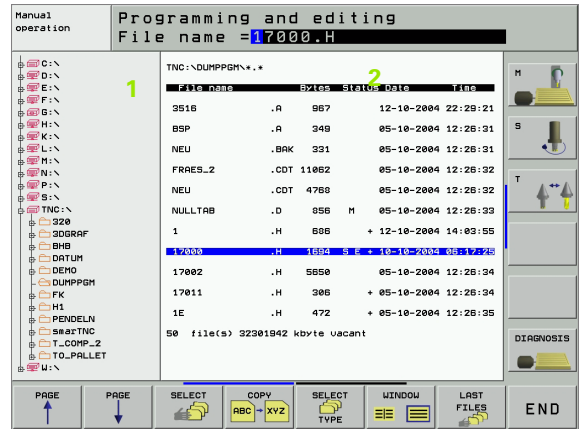 Manual
operation
Programming and editing
File name =17000.H
C:\
D:\
E:\
F:\
G:\
H:\
K:\
L:\
M:\
N:\
P:\
S:\
TNC:\
320
3DGRAF
BHB
DATUM
DEMO
DUMPPGM
FK
H1
PENDELN
smarTNC
T_COMP_2
TO_PALLET
W:\
1
TNC:\DUMPPGM\*.*
2
File name Bytes Status Date Time
3516 .A 967 12-10-2004 22:29:21
BSP .A 349 05-10-2004 12:26:31
NEU .BAK 331 05-10-2004 12:26:31
FRAES_2 .CDT 11062 05-10-2004 12:26:32
NEU .CDT 4768 05-10-2004 12:26:32
NULLTAB .D 856 M 05-10-2004 12:26:33
1 .H 686 + 12-10-2004 14:03:55
17000 .H 1694 S E + 10-10-2004 06:17:25
17002 .H 5650 05-10-2004 12:26:34
17011 .H 306 + 05-10-2004 12:26:34
1E .H 472 + 05-10-2004 12:26:35
50 file(s) 32301942 kbyte vacant
M
S
T
DIAGNOSIS
PAGE
PAGE
SELECT
COPY
ABC XYZ
SELECT
TYPE
WINDOW
LAST
FILES
END